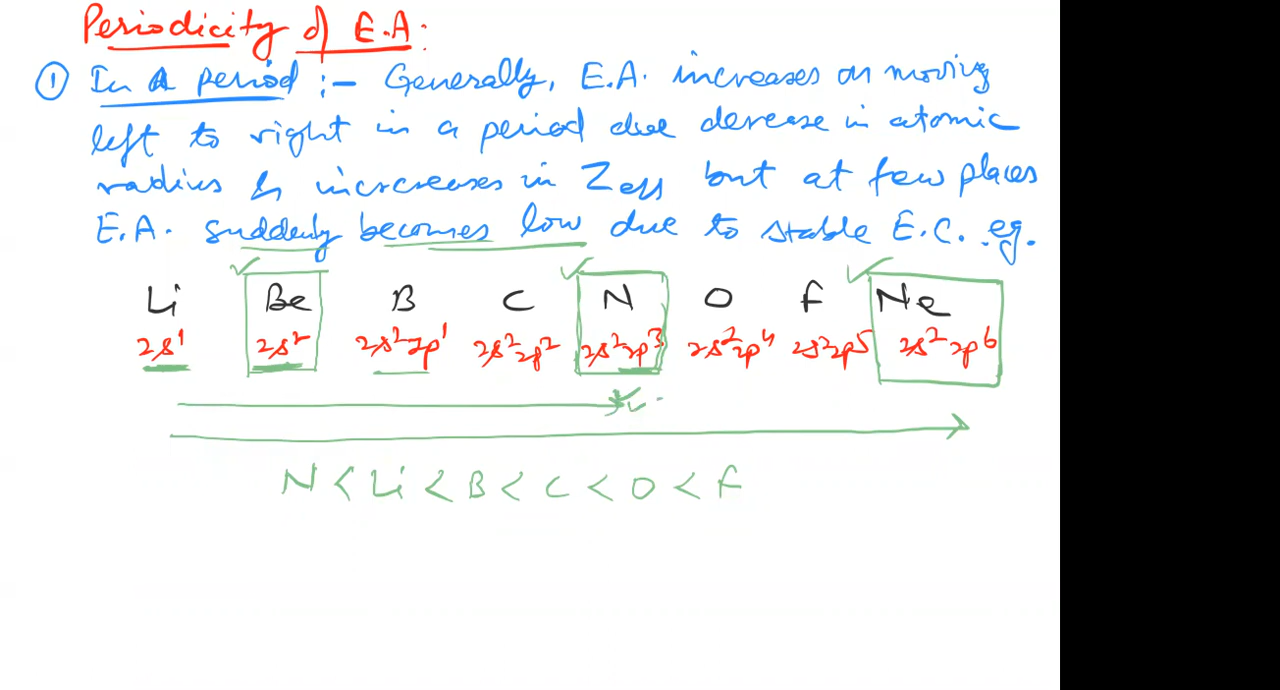 Periodicity of E.A:
① In A period :- Generally, E.A. increases on moving
left to right in a period due derease in atomic
radius & increreases in Zeff but at few places
E.A. suddenly becomes low due to stable E.C. eg.
Li Be B C N O F Ne
2s¹ 2s² 2s²2p¹ 2s²2p² 2s²2p³ 2s²2p⁴ 2s²2p⁵ 2s²2p⁶
N < Li < B < C < O < F